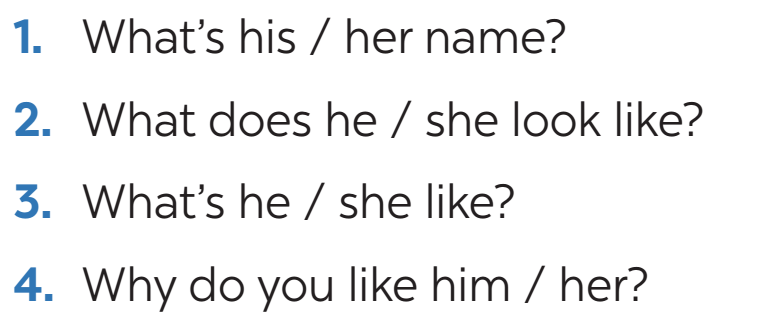 1. What’s his / her name?
2. What does he / she look like?
3. What’s he / she like?
4. Why do you like him / her?